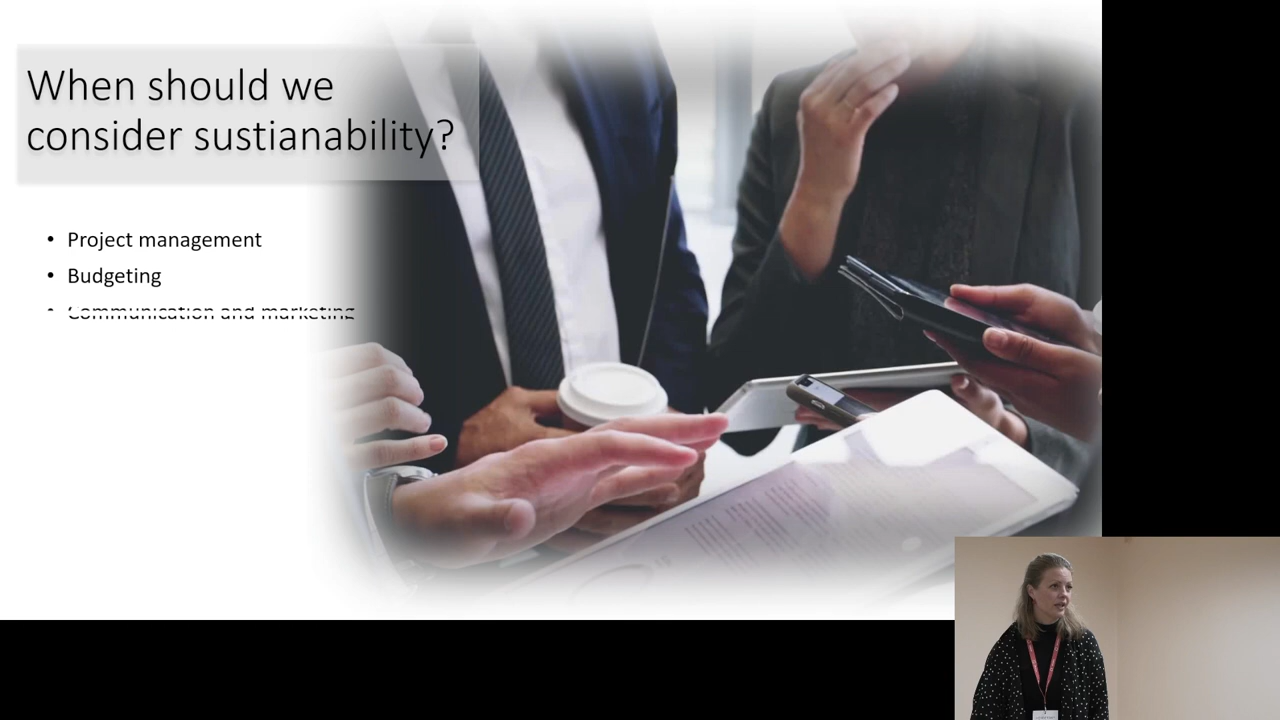 When should we
consider sustianability?
• Project management
• Budgeting
• Communication and marketing